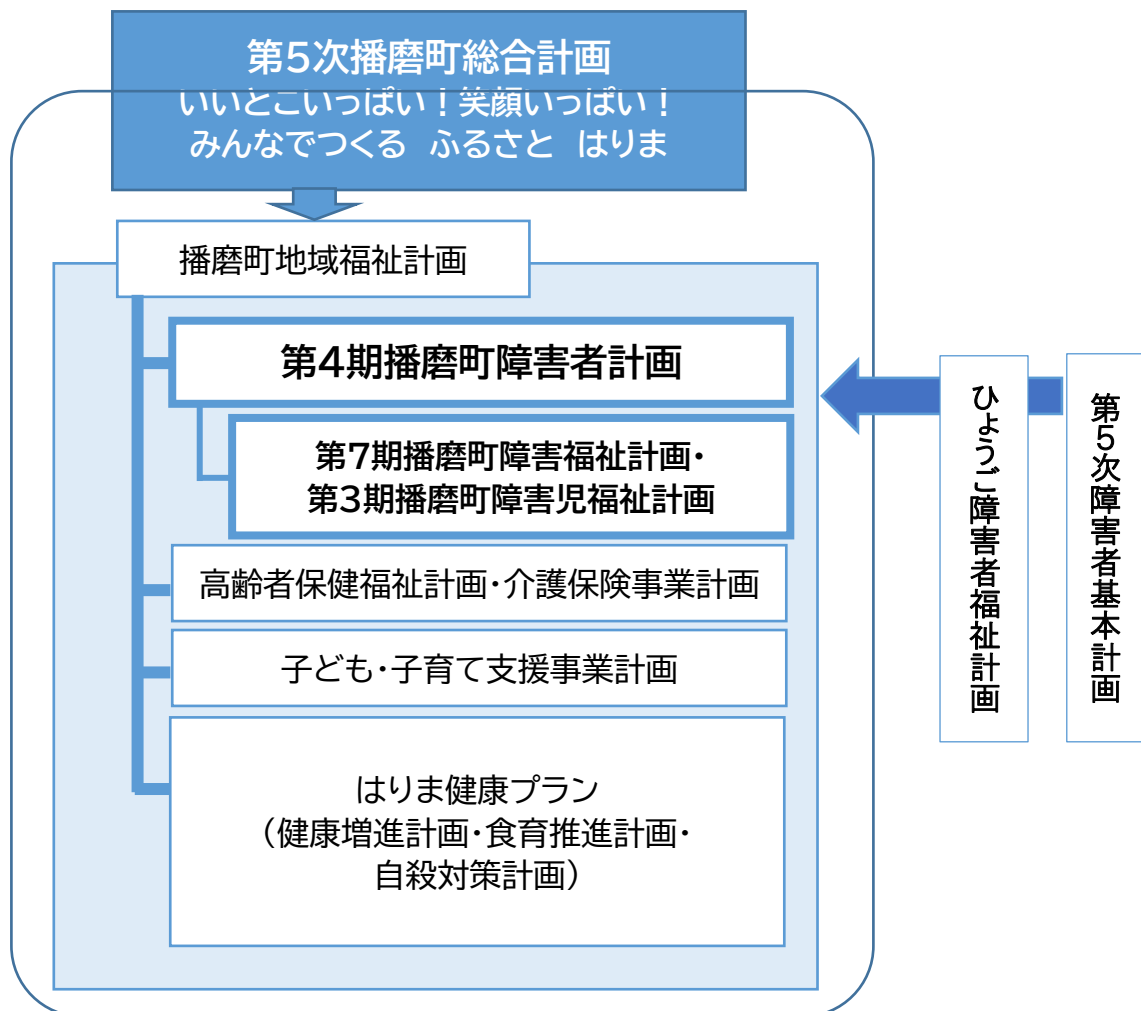 第5次播磨町総合計画
いいとこいっぱい！笑顔いっぱい！
みんなでつくる　ふるさと　はりま
播磨町地域福祉計画
第4期播磨町障害者計画
第7期播磨町障害福祉計画・
第3期播磨町障害児福祉計画
高齢者保健福祉計画・介護保険事業計画
子ども・子育て支援事業計画
はりま健康プラン
（健康増進計画・食育推進計画・
自殺対策計画）
ひょうご障害者福祉計画
第5次障害者基本計画